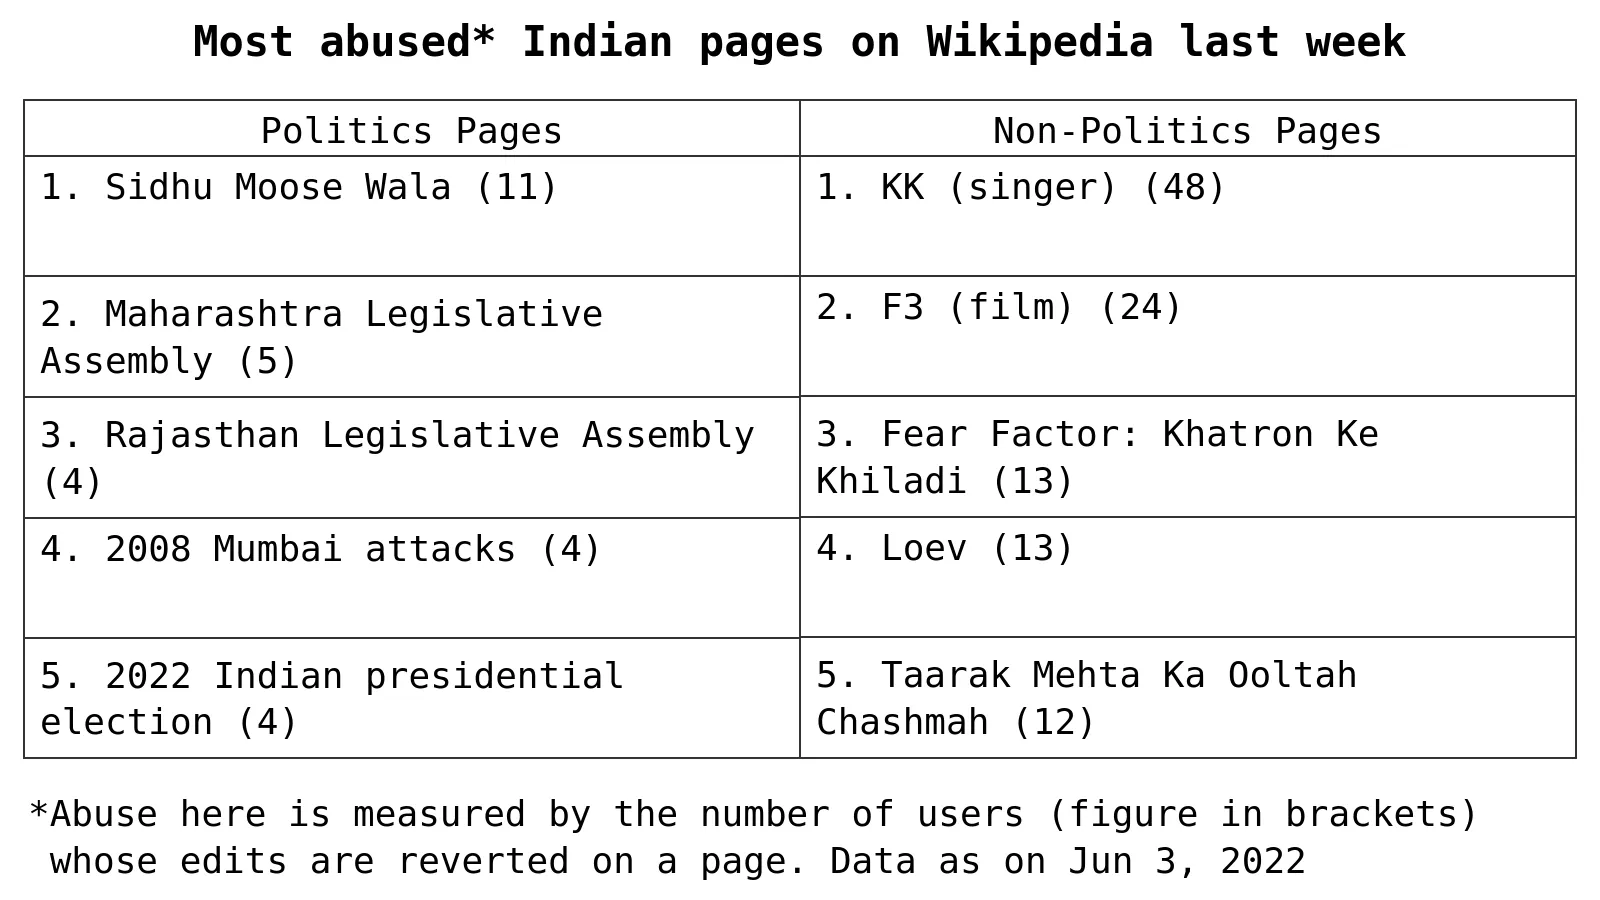 Most abused* Indian pages on Wikipedia last week
Politics Pages
1. Sidhu Moose Wala (11)
2. Maharashtra Legislative
Assembly (5)
3. Rajasthan Legislative Assembly
(4)
4. 2008 Mumbai attacks (4)
5. 2022 Indian presidential
election (4)
Non-Politics Pages
1. KK (singer) (48)
2. F3 (film) (24)
3. Fear Factor: Khatron Ke
Khiladi (13)
4. Loev (13)
5. Taarak Mehta Ka Ooltah
Chashmah (12)
*Abuse here is measured by the number of users (figure in brackets)
whose edits are reverted on a page. Data as on Jun 3, 2022